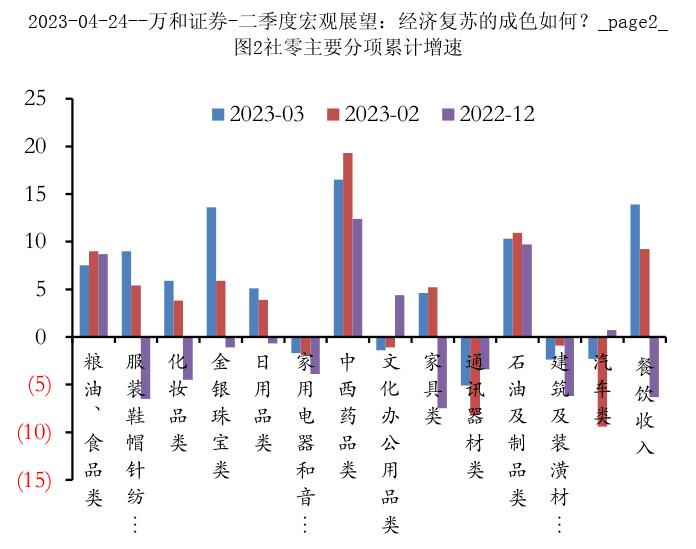 2023-04-24--万和证券-二季度宏观展望：经济复苏的成色如何？_page2_
图2社零主要分项累计增速
25
20
15
10
5
0
(5)
(10)
(15)
2023-03
2023-02
2022-12
粮油、食品类
服装鞋帽针纺…
化妆品类
金银珠宝类
日用品类
家用电器和音…
中西药品类
文化办公用品类
家具类
通讯器材类
石油及制品类
建筑及装潢材…
汽车类
餐饮收入